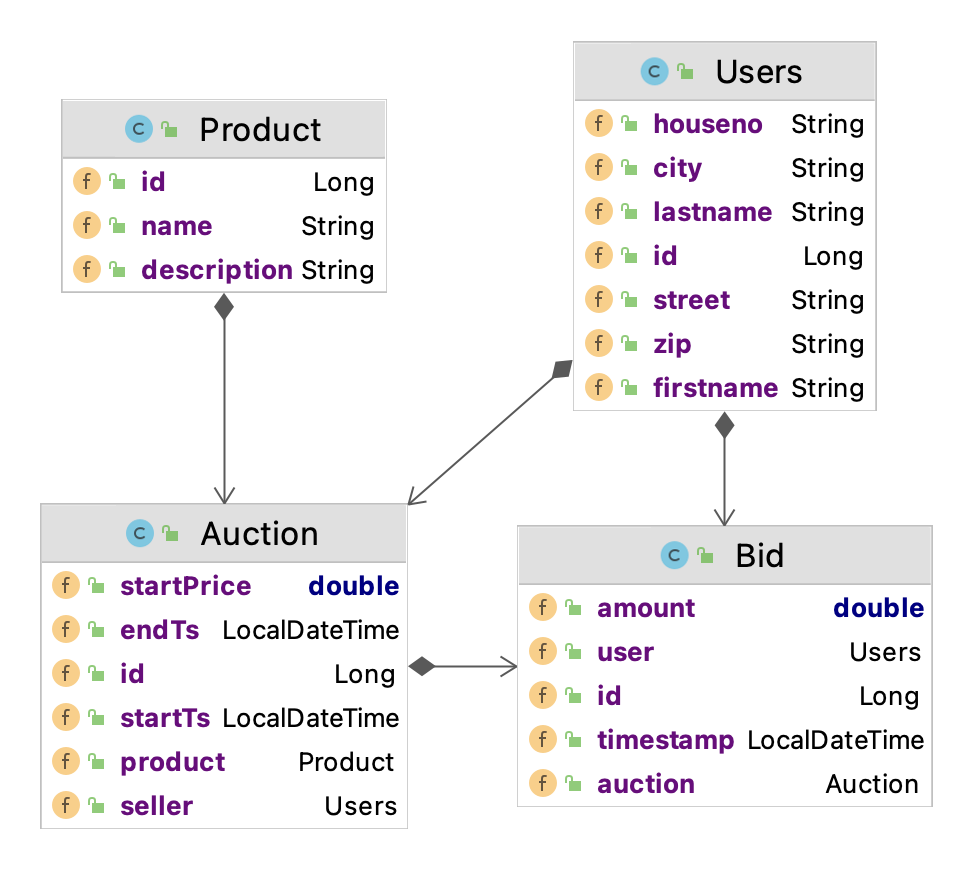 C Product
f id Long
f name String
f description String
C Users
f houseno String
f city String
f lastname String
f id Long
f street String
f zip String
f firstname String
C Auction
f startPrice double
f endTs LocalDateTime
f id Long
f startTs LocalDateTime
f product Product
f seller Users
C Bid
f amount double
f user Users
f id Long
f timestamp LocalDateTime
f auction Auction